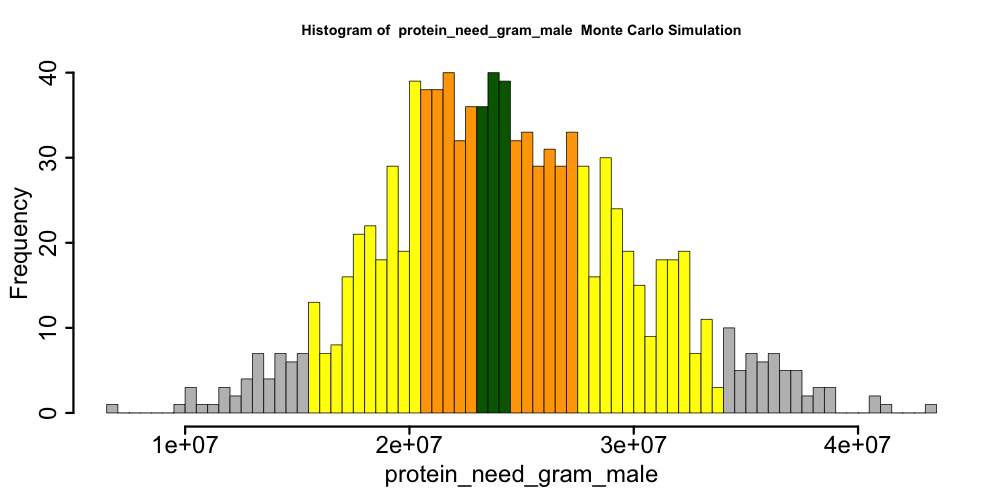 Histogram of  protein_need_gram_male  Monte Carlo Simulation
40
30
20
10
0
Frequency
1e+07 2e+07 3e+07 4e+07
protein_need_gram_male